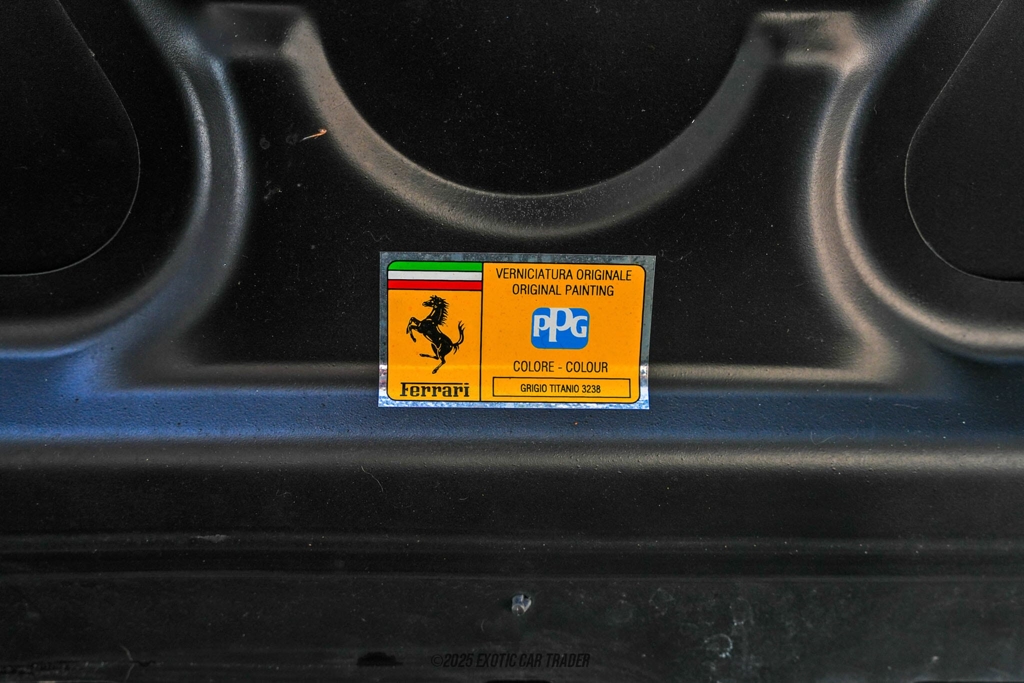 VERNICIATURA ORIGINALE
ORIGINAL PAINTING
PPG
COLORE - COLOUR
GRIGIO TITANIO 3238
Ferrari
©2025 EXOTIC CAR TRADER